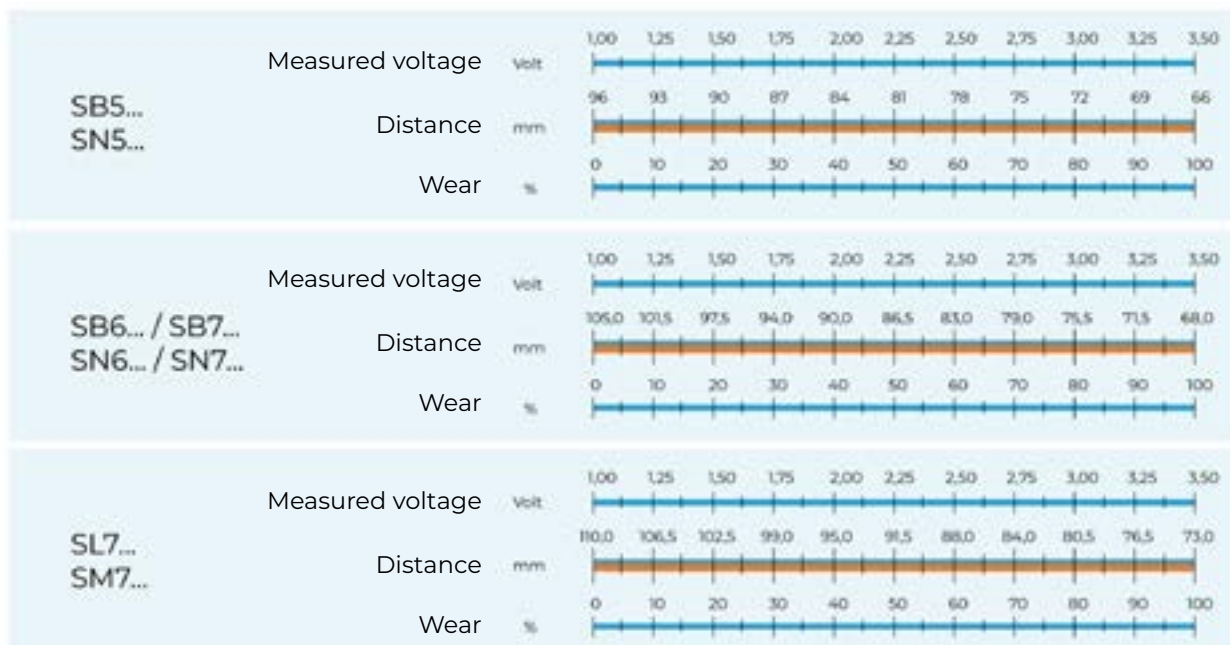 SB5...
SN5...
Measured voltage Volt 1,00 1,25 1,50 1,75 2,00 2,25 2,50 2,75 3,00 3,25 3,50
Distance mm 96 93 90 87 84 81 78 75 72 69 66
Wear % 0 10 20 30 40 50 60 70 80 90 100
SB6... / SB7...
SN6... / SN7...
Measured voltage Volt 1,00 1,25 1,50 1,75 2,00 2,25 2,50 2,75 3,00 3,25 3,50
Distance mm 105,0 101,5 97,5 94,0 90,0 86,5 83,0 79,0 75,5 71,5 68,0
Wear % 0 10 20 30 40 50 60 70 80 90 100
SL7...
SM7...
Measured voltage Volt 1,00 1,25 1,50 1,75 2,00 2,25 2,50 2,75 3,00 3,25 3,50
Distance mm 110,0 106,5 102,5 99,0 95,0 91,5 88,0 84,0 80,5 76,5 73,0
Wear % 0 10 20 30 40 50 60 70 80 90 100